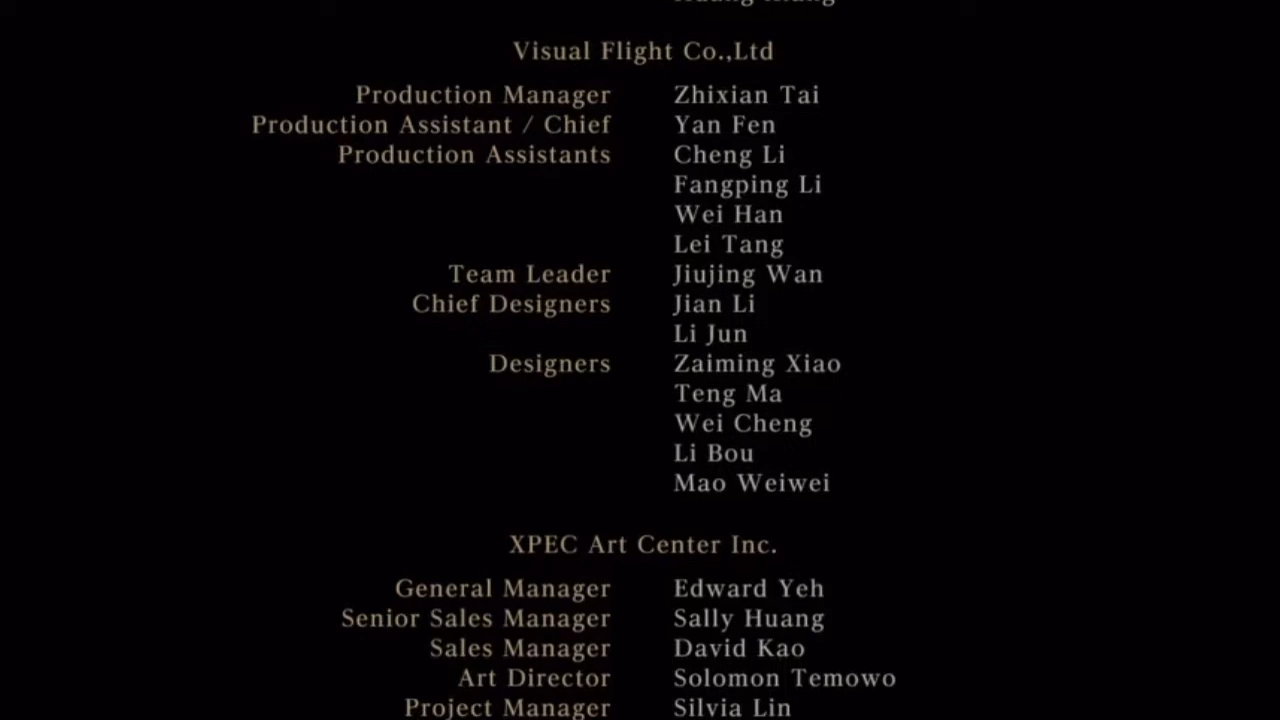 Visual Flight Co.,Ltd
Production Manager Zhixian Tai
Production Assistant / Chief Yan Fen
Production Assistants Cheng Li
Fangping Li
Wei Han
Lei Tang
Team Leader Jiujing Wan
Chief Designers Jian Li
Li Jun
Designers Zaiming Xiao
Teng Ma
Wei Cheng
Li Bou
Mao Weiwei
XPEC Art Center Inc.
General Manager Edward Yeh
Senior Sales Manager Sally Huang
Sales Manager David Kao
Art Director Solomon Temowo
Project Manager Silvia Lin